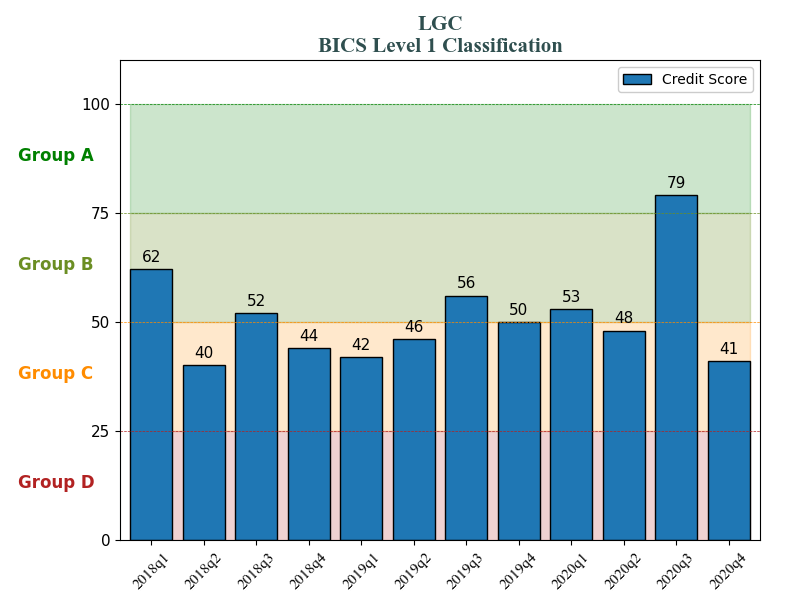 LGC
BICS Level 1 Classification
Credit Score
100
Group A
79
75
62
Group B
56
53
52
50
50
48
46
44
42
41
40
Group C
25
Group D
0
2018q1
2018q2
2018q3
2018q4
2019q1
2019q2
2019q3
2019q4
2020q1
2020q2
2020q3
2020q4